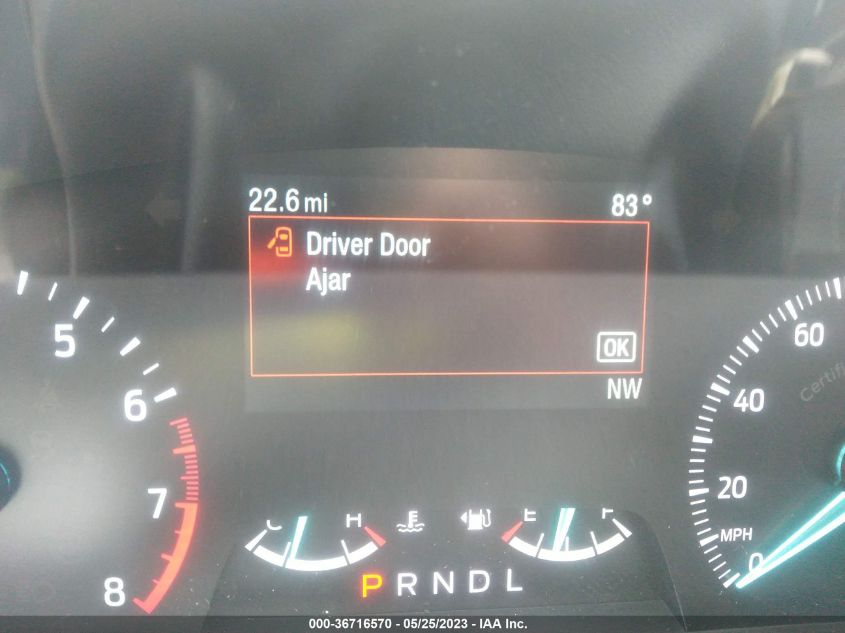 22.6 mi 83°
Driver Door
Ajar
OK
NW
5
6
7
8
60
40
20
0
MPH
Certifi
C H E F
P R N D L
000-36716570 - 05/25/2023 - IAA Inc.